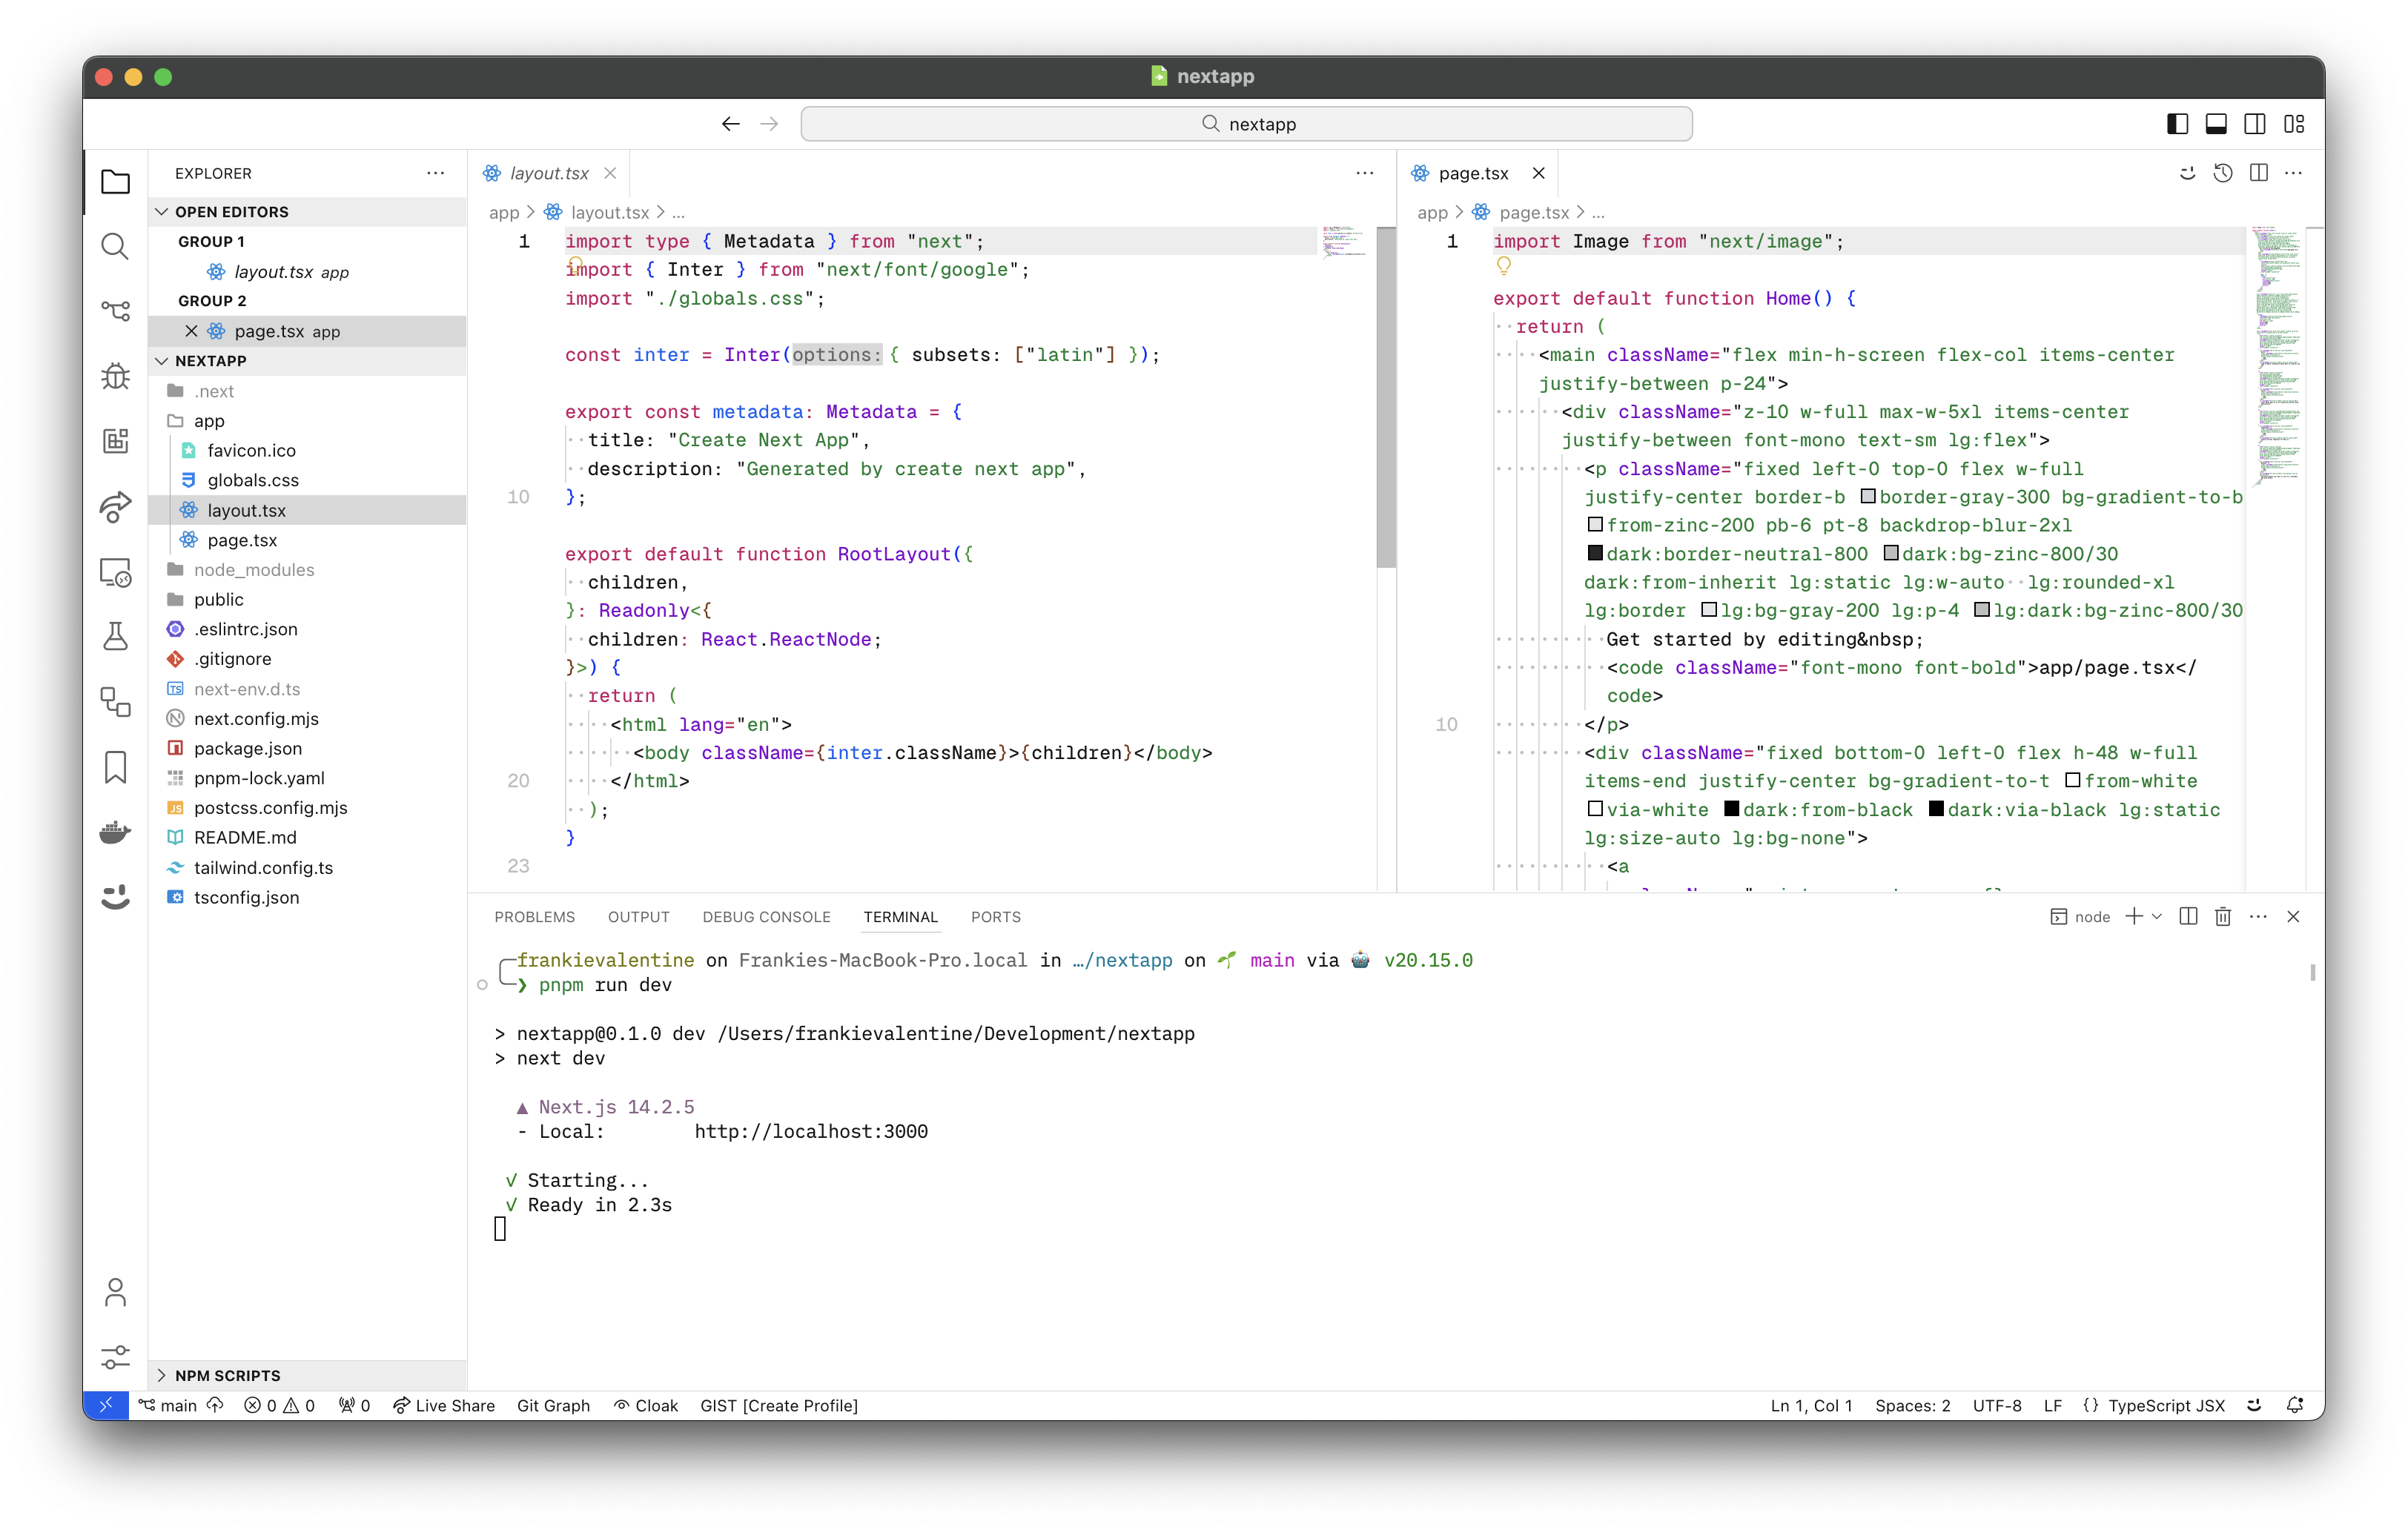 nextapp
nextapp
EXPLORER
OPEN EDITORS
GROUP 1
layout.tsx app
GROUP 2
page.tsx app
NEXTAPP
.next
app
favicon.ico
globals.css
layout.tsx
page.tsx
node_modules
public
.eslintrc.json
.gitignore
next-env.d.ts
next.config.mjs
package.json
pnpm-lock.yaml
postcss.config.mjs
README.md
tailwind.config.ts
tsconfig.json
NPM SCRIPTS
layout.tsx
app > layout.tsx > ...
1 import type { Metadata } from "next";
import { Inter } from "next/font/google";
import "./globals.css";
const inter = Inter(options: { subsets: ["latin"] });
export const metadata: Metadata = {
title: "Create Next App",
description: "Generated by create next app",
10 };
export default function RootLayout({
children,
}: Readonly<{
children: React.ReactNode;
}>) {
return (
<html lang="en">
<body className={inter.className}>{children}</body>
20 </html>
);
}
23
page.tsx
app > page.tsx > ...
1 import Image from "next/image";
export default function Home() {
return (
<main className="flex min-h-screen flex-col items-center
justify-between p-24">
<div className="z-10 w-full max-w-5xl items-center
justify-between font-mono text-sm lg:flex">
<p className="fixed left-0 top-0 flex w-full
justify-center border-b border-gray-300 bg-gradient-to-b
from-zinc-200 pb-6 pt-8 backdrop-blur-2xl
dark:border-neutral-800 dark:bg-zinc-800/30
dark:from-inherit lg:static lg:w-auto  lg:rounded-xl
lg:border lg:bg-gray-200 lg:p-4 lg:dark:bg-zinc-800/30
Get started by editing&nbsp;
<code className="font-mono font-bold">app/page.tsx</
code>
10 </p>
<div className="fixed bottom-0 left-0 flex h-48 w-full
items-end justify-center bg-gradient-to-t from-white
via-white dark:from-black dark:via-black lg:static
lg:size-auto lg:bg-none">
<a
PROBLEMS OUTPUT DEBUG CONSOLE TERMINAL PORTS
node
frankievalentine on Frankies-MacBook-Pro.local in …/nextapp on main via v20.15.0
❯ pnpm run dev
> nextapp@0.1.0 dev /Users/frankievalentine/Development/nextapp
> next dev
▲ Next.js 14.2.5
- Local: http://localhost:3000
✓ Starting...
✓ Ready in 2.3s
main 0 0 0 Live Share Git Graph Cloak GIST [Create Profile]
Ln 1, Col 1 Spaces: 2 UTF-8 LF {} TypeScript JSX